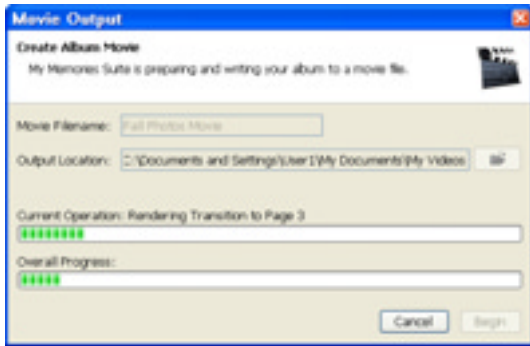 Movie Output
Create Album Movie
My Memories Suite is preparing and writing your album to a movie file.
Movie Filename: Fall Photos Movie
Output Location: C:\Documents and Settings\User1\My Documents\My Videos
Current Operation: Rendering Transition to Page 3
Overall Progress:
Cancel Begin